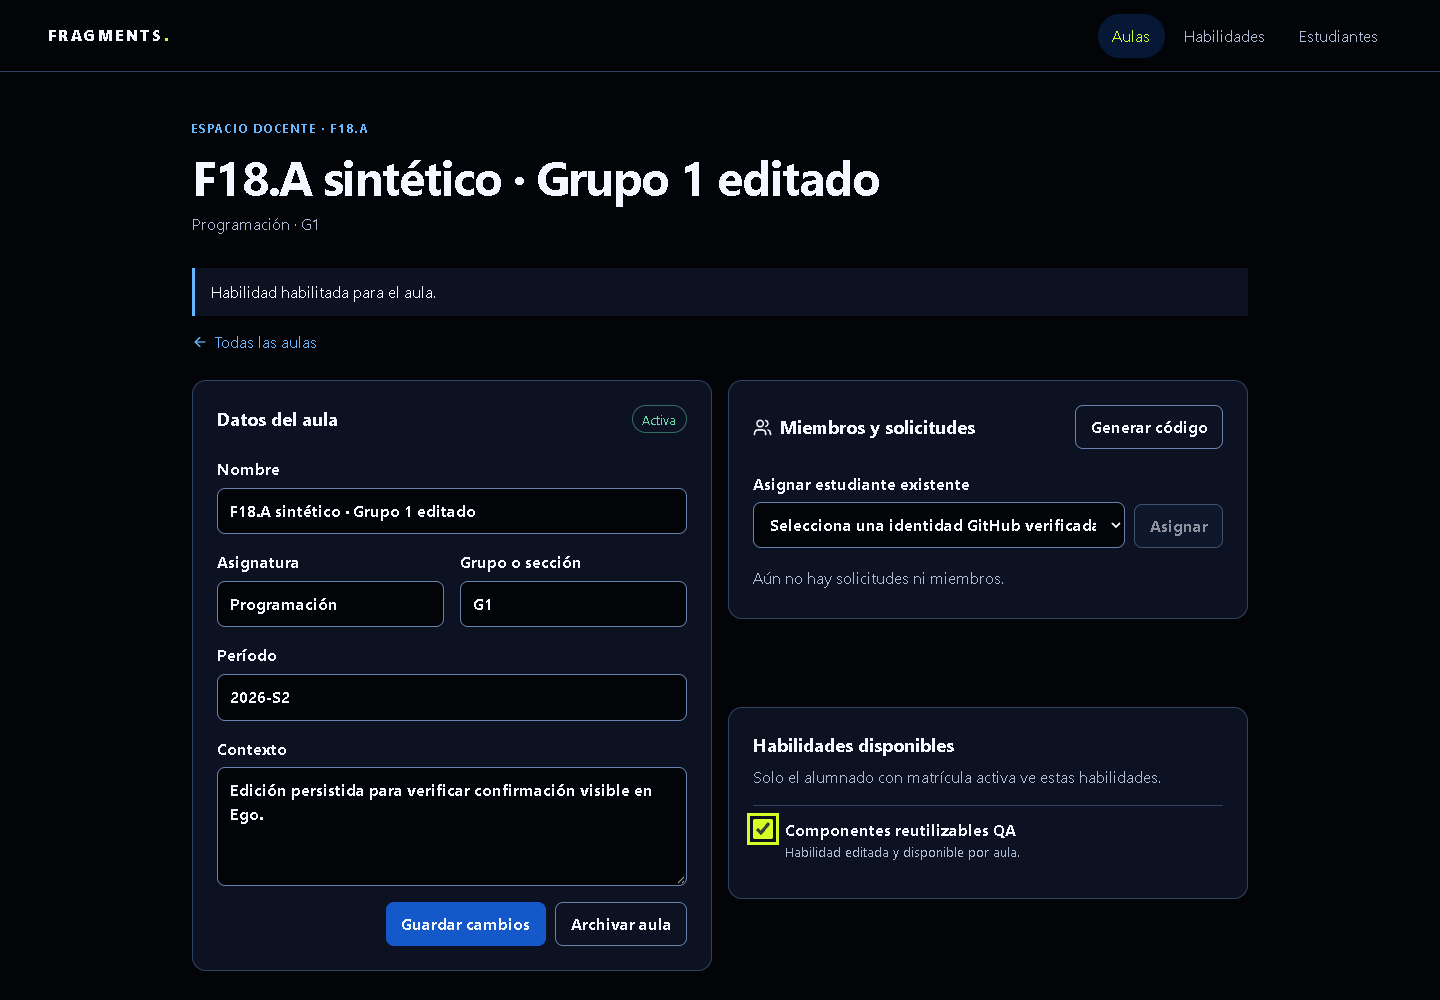 FRAGMENTS.
Aulas
Habilidades
Estudiantes
ESPACIO DOCENTE · F18.A
F18.A sintético · Grupo 1 editado
Programación · G1
Habilidad habilitada para el aula.
← Todas las aulas
Datos del aula
Activa
Nombre
F18.A sintético · Grupo 1 editado
Asignatura
Grupo o sección
Programación
G1
Período
2026-S2
Contexto
Edición persistida para verificar confirmación visible en
Ego.
Guardar cambios
Archivar aula
Miembros y solicitudes
Generar código
Asignar estudiante existente
Selecciona una identidad GitHub verificada
Asignar
Aún no hay solicitudes ni miembros.
Habilidades disponibles
Solo el alumnado con matrícula activa ve estas habilidades.
Componentes reutilizables QA
Habilidad editada y disponible por aula.